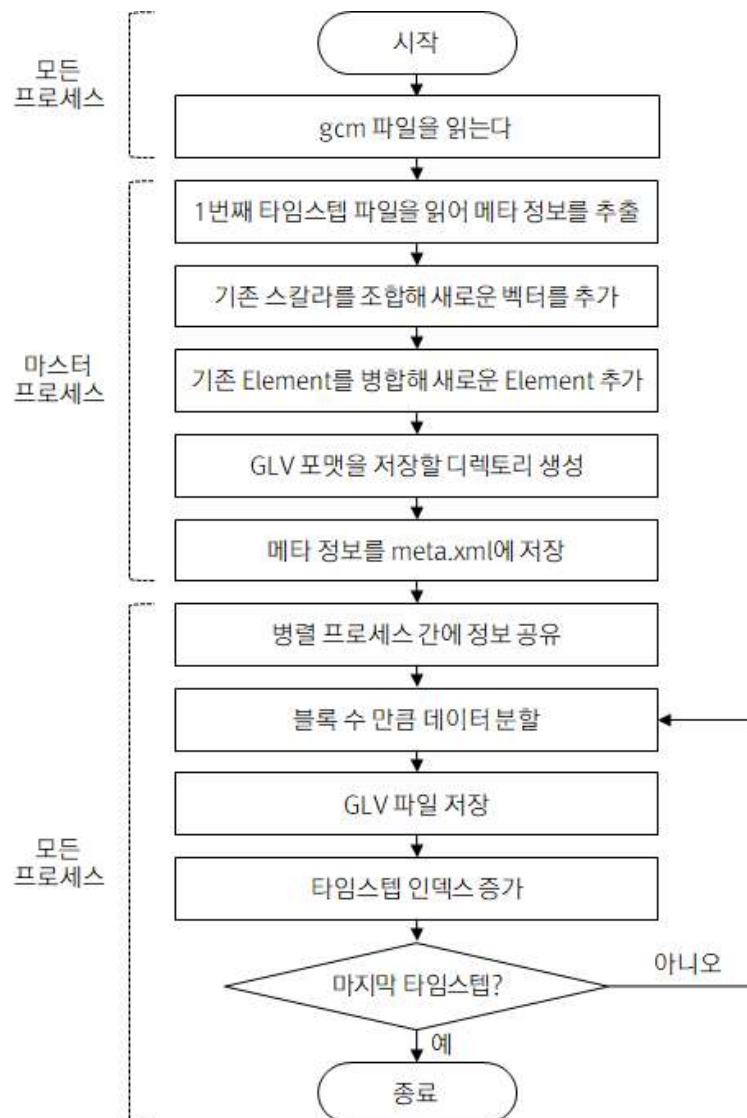 시작
모든
프로세스
gcm 파일을 읽는다
1번째 타임스텝 파일을 읽어 메타 정보를 추출
기존 스칼라를 조합해 새로운 벡터를 추가
마스터
프로세스
기존 Element를 병합해 새로운 Element 추가
GLV 포맷을 저장할 디렉토리 생성
메타 정보를 meta.xml에 저장
병렬 프로세스 간에 정보 공유
블록 수 만큼 데이터 분할
GLV 파일 저장
모든
프로세스
타임스텝 인덱스 증가
마지막 타임스텝?
아니오
예
종료